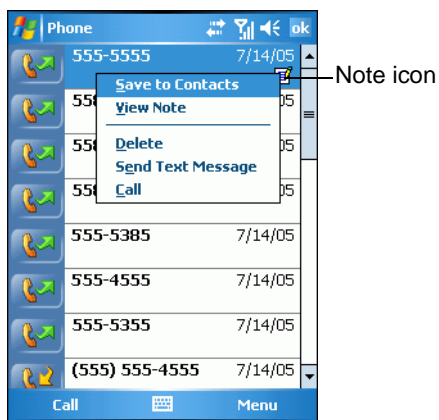 Phone ok
555-5555 7/14/05
Note icon
Save to Contacts
View Note
Delete
Send Text Message
Call
555-5385 7/14/05
555-4555 7/14/05
555-5355 7/14/05
(555) 555-4555 7/14/05
Call Menu